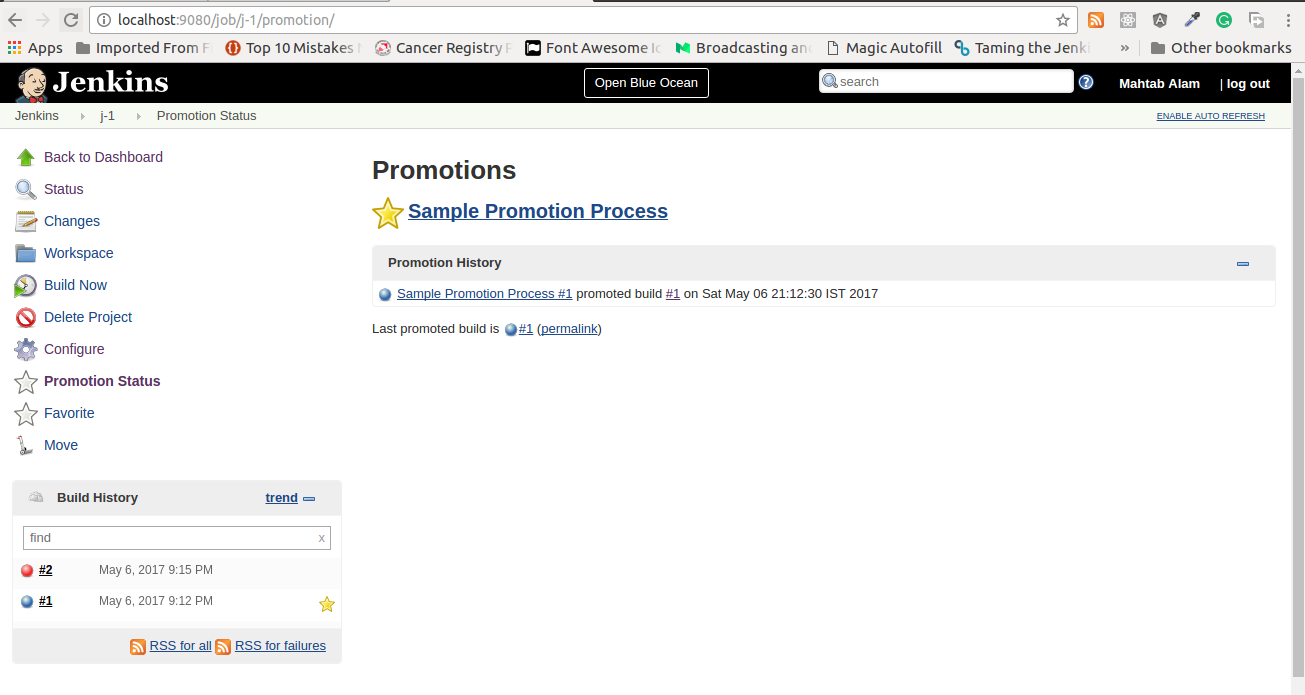 localhost:9080/job/j-1/promotion/
Apps Imported From F Top 10 Mistakes Cancer Registry Font Awesome Ic Broadcasting an Magic Autofill Taming the Jenki » Other bookmarks
Jenkins Open Blue Ocean search ? Mahtab Alam | log out
Jenkins j-1 Promotion Status ENABLE AUTO REFRESH
Back to Dashboard
Status
Changes
Workspace
Build Now
Delete Project
Configure
Promotion Status
Favorite
Move
Build History trend
find x
#2 May 6, 2017 9:15 PM
#1 May 6, 2017 9:12 PM
RSS for all RSS for failures
Promotions
Sample Promotion Process
Promotion History
Sample Promotion Process #1 promoted build #1 on Sat May 06 21:12:30 IST 2017
Last promoted build is #1 (permalink)